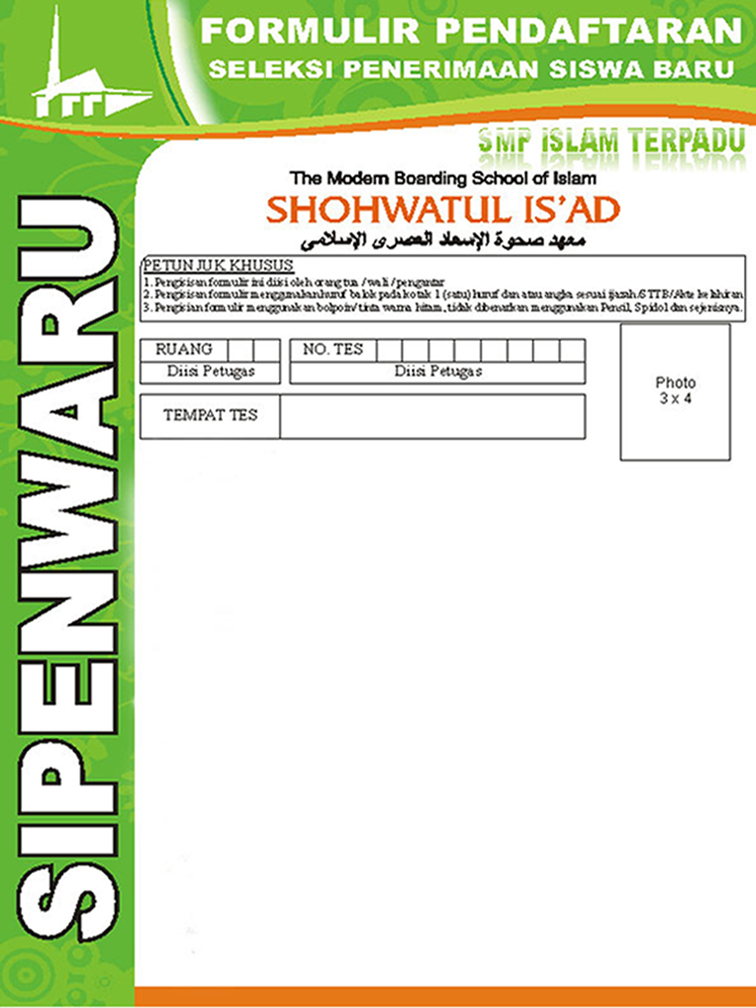 FORMULIR PENDAFTARAN
SELEKSI PENERIMAAN SISWA BARU
SMP ISLAM TERPADU
The Modern Boarding School of Islam
SHOHWATUL IS'AD
معهد صحوة الإسعاد العصرى الإسلامي
PETUNJUK KHUSUS
1. Pengisisan formulir ini diisi oleh orang tua / wali / pengantar
2. Pengisisan formulir menggunakan huruf balok pada kotak 1 (satu) huruf dan atau angka sesuai ijazah/STTB/Akte kelahiran
3. Pengisian formulir menggunakan bolpoin / tinta warna hitam, tidak dibenarkan menggunakan Pencil, Spidol dan sejenisnya.
RUANG
Diisi Petugas
NO. TES
Diisi Petugas
Photo
3 x 4
TEMPAT TES
SIPENWARU